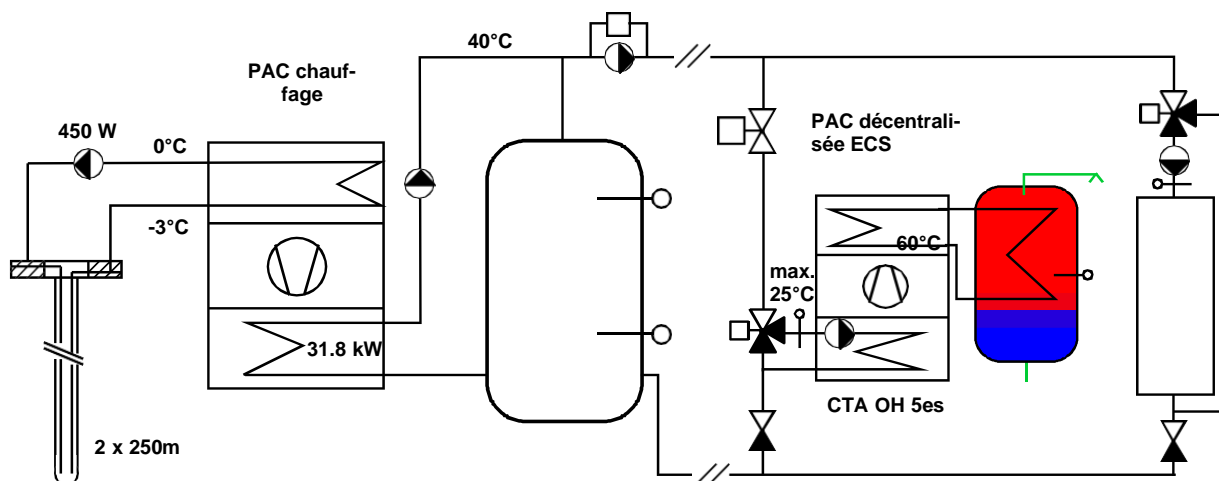 40°C
PAC chauf-
fage
450 W
0°C
PAC décentrali-
sée ECS
-3°C
60°C
max.
25°C
31.8 kW
CTA OH 5es
2 x 250m